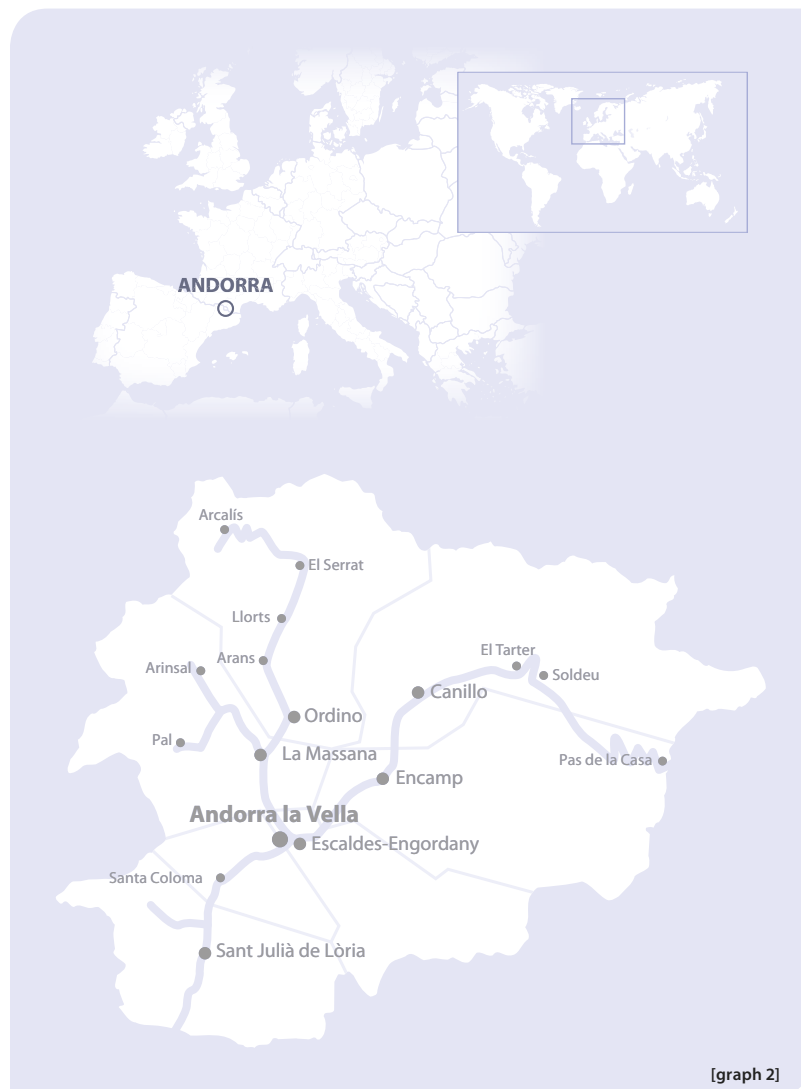 ANDORRA
Arcalís
El Serrat
Llorts
Arans
Arinsal
El Tarter
Soldeu
Canillo
Ordino
Pal
La Massana
Pas de la Casa
Encamp
Andorra la Vella
Escaldes-Engordany
Santa Coloma
Sant Julià de Lòria
[graph 2]